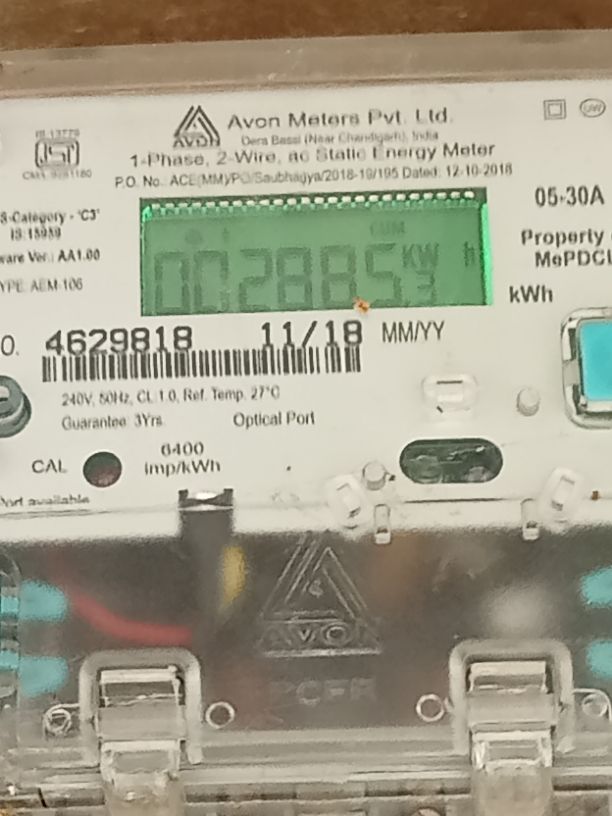 IS 13779
Avon Meters Pvt. Ltd.
AVON
Dera Bassi (Near Chandigarh), India
1-Phase, 2-Wire, ac Static Energy Meter
P.O. No. ACE(MM)/PO/Saubhagya/2018-19/195 Dated: 12-10-2018
05-30A
S-Category - 'C3'
IS:15959
ware Ver.: AA1.00
YPE: AEM-106
CUM
002885.3 KW h
Property
MePDCL
kWh
O. 4629818 11/18 MM/YY
240V, 50Hz, CL 1.0, Ref. Temp. 27°C
Guarantee 3Yrs. Optical Port
CAL 6400
imp/kWh
Port available
AVON